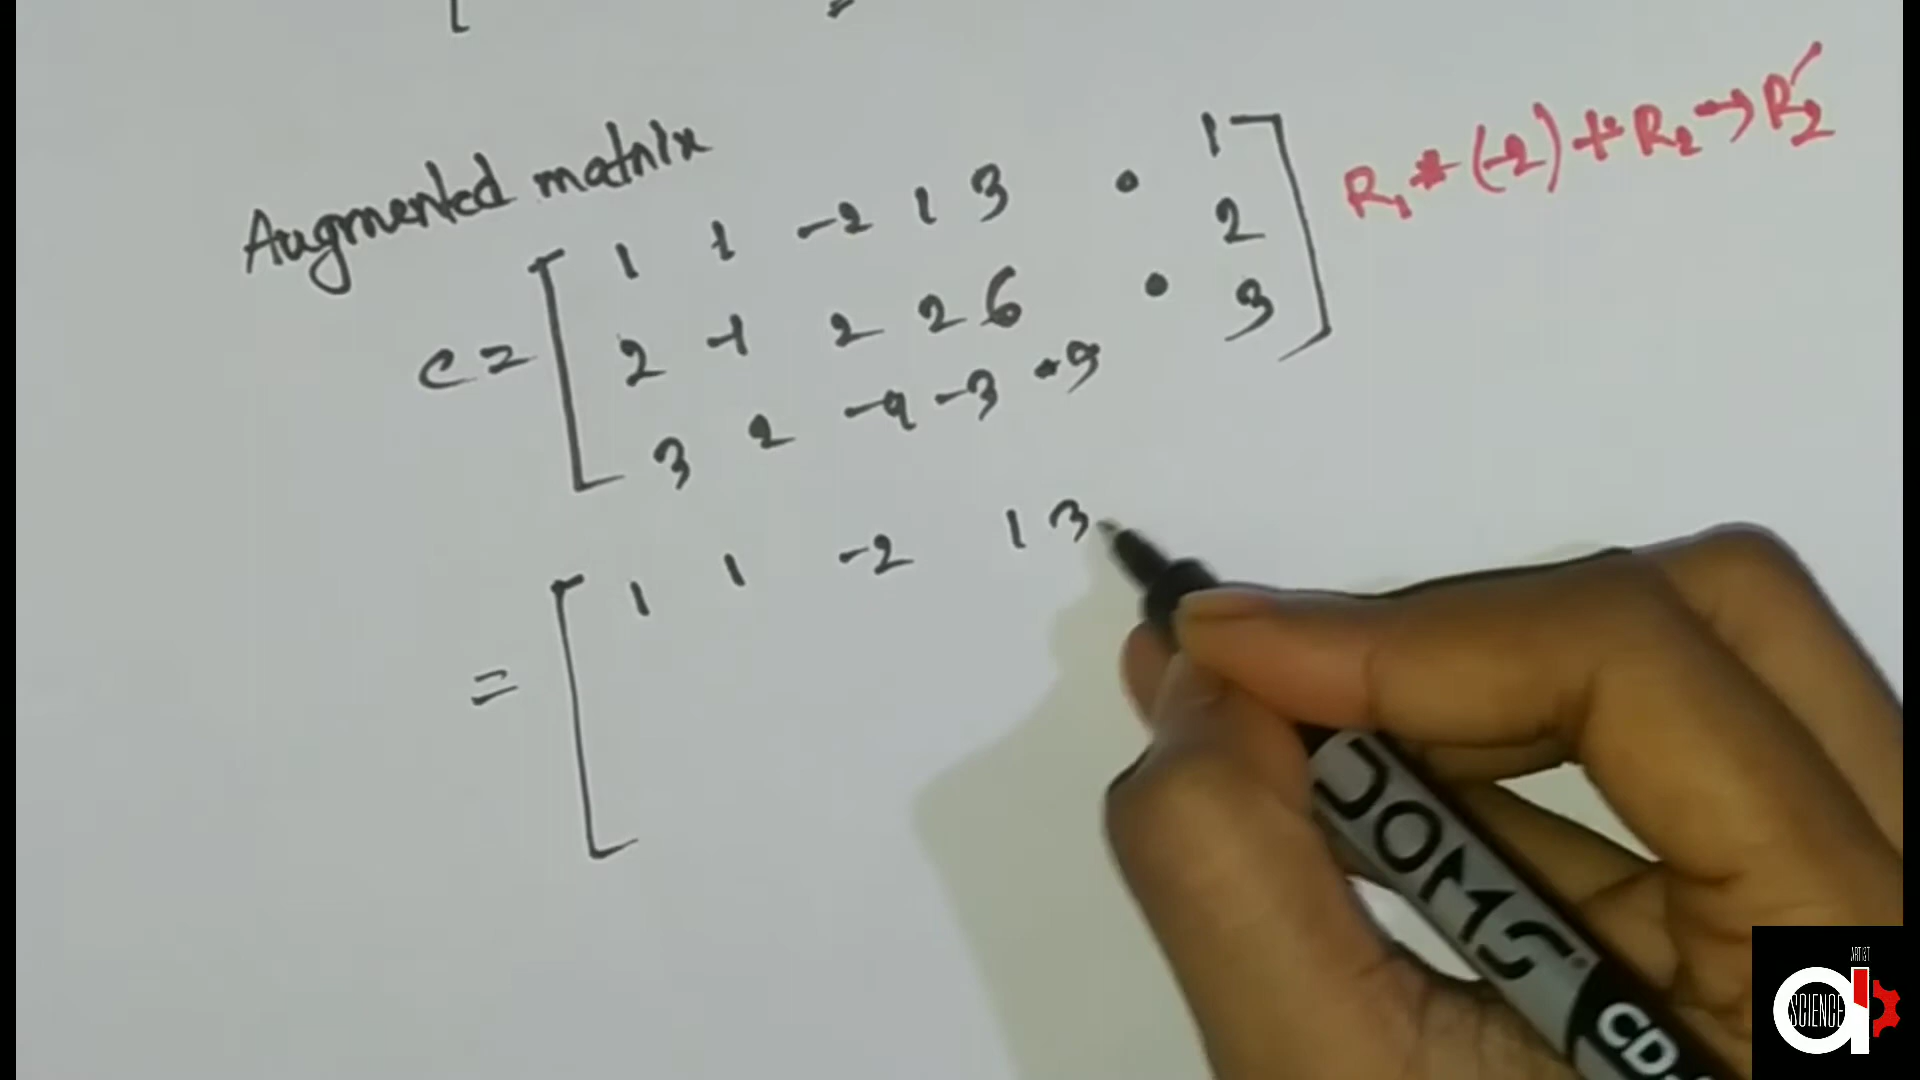 Augmented matrix
R₁ * (-2) + R₂ → R₂′
C = [ 1 1 -2 1 3 • 1
2 -1 2 2 6 • 2
3 2 -4 -3 -9 3 ]
= [ 1 1 -2 1 3
DOMS
CD-
ARTIST
SCIENCE